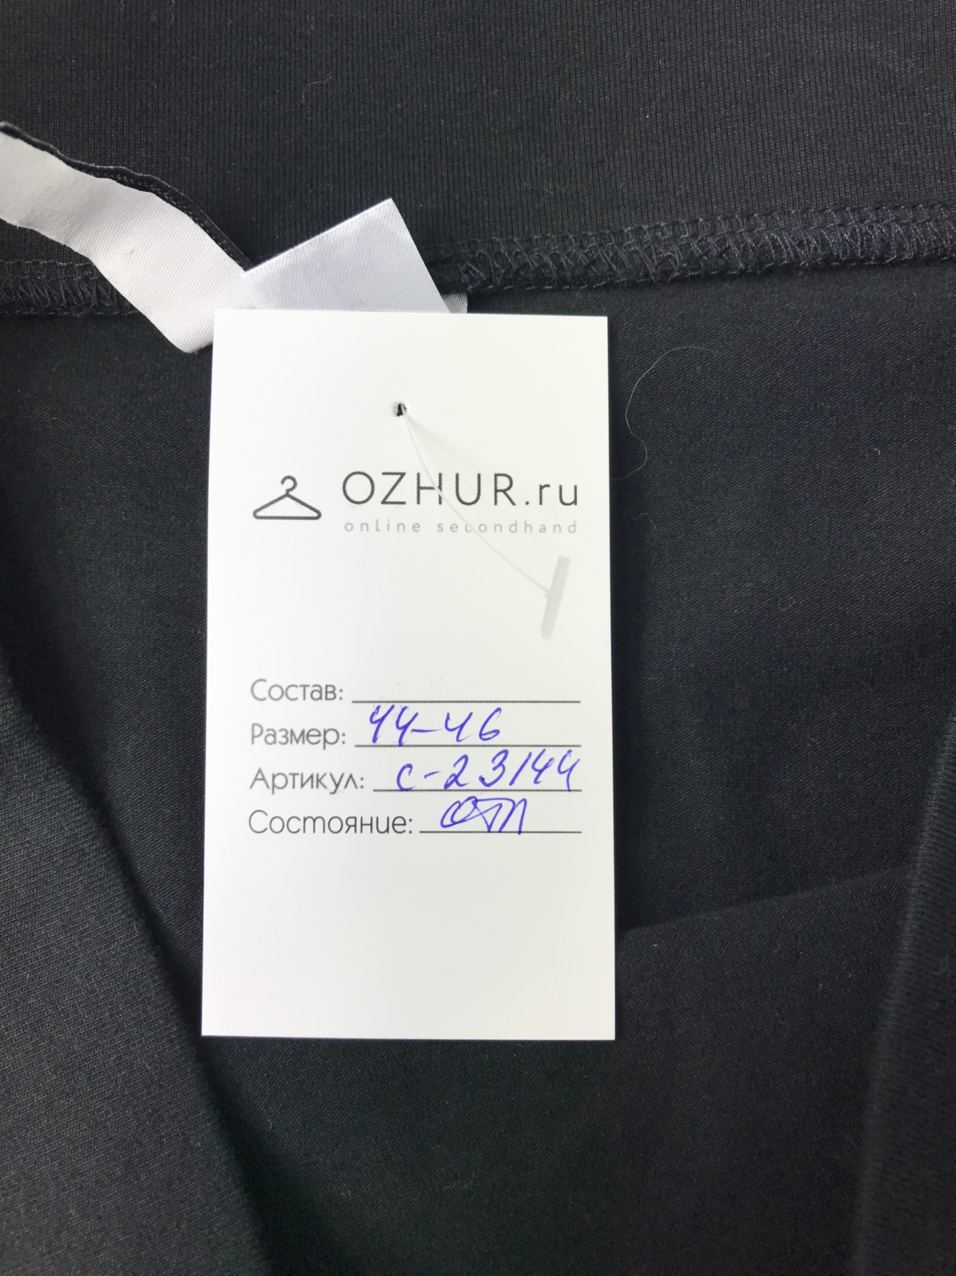 OZHUR.ru
online secondhand
Состав:
Размер: 44-46
Артикул: с-23144
Состояние: отл